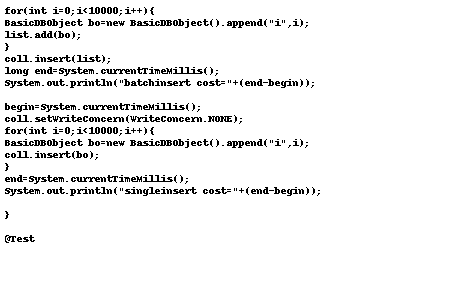 for(int i=0;i<10000;i++){
BasicDBObject bo=new BasicDBObject().append("i",i);
list.add(bo);
}
coll.insert(list);
long end=System.currentTimeMillis();
System.out.println("batchinsert cost="+(end-begin));
begin=System.currentTimeMillis();
coll.setWriteConcern(WriteConcern.NONE);
for(int i=0;i<10000;i++){
BasicDBObject bo=new BasicDBObject().append("i",i);
coll.insert(bo);
}
end=System.currentTimeMillis();
System.out.println("singleinsert cost="+(end-begin));
}
@Test